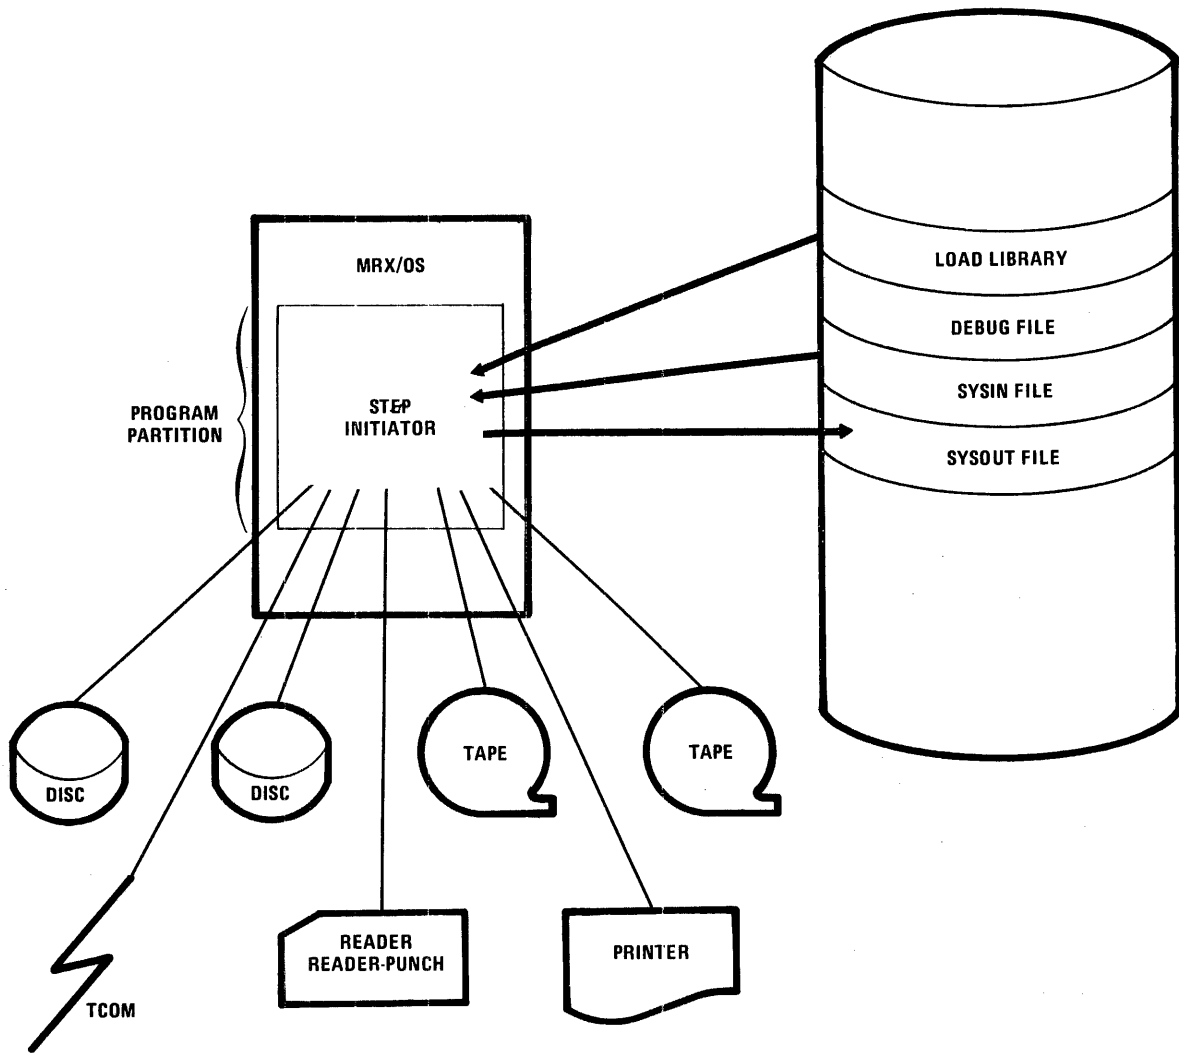 MRX/OS
LOAD LIBRARY
DEBUG FILE
SYSIN FILE
SYSOUT FILE
PROGRAM
PARTITION
STEP
INITIATOR
DISC
DISC
TAPE
TAPE
TCOM
READER
READER-PUNCH
PRINTER